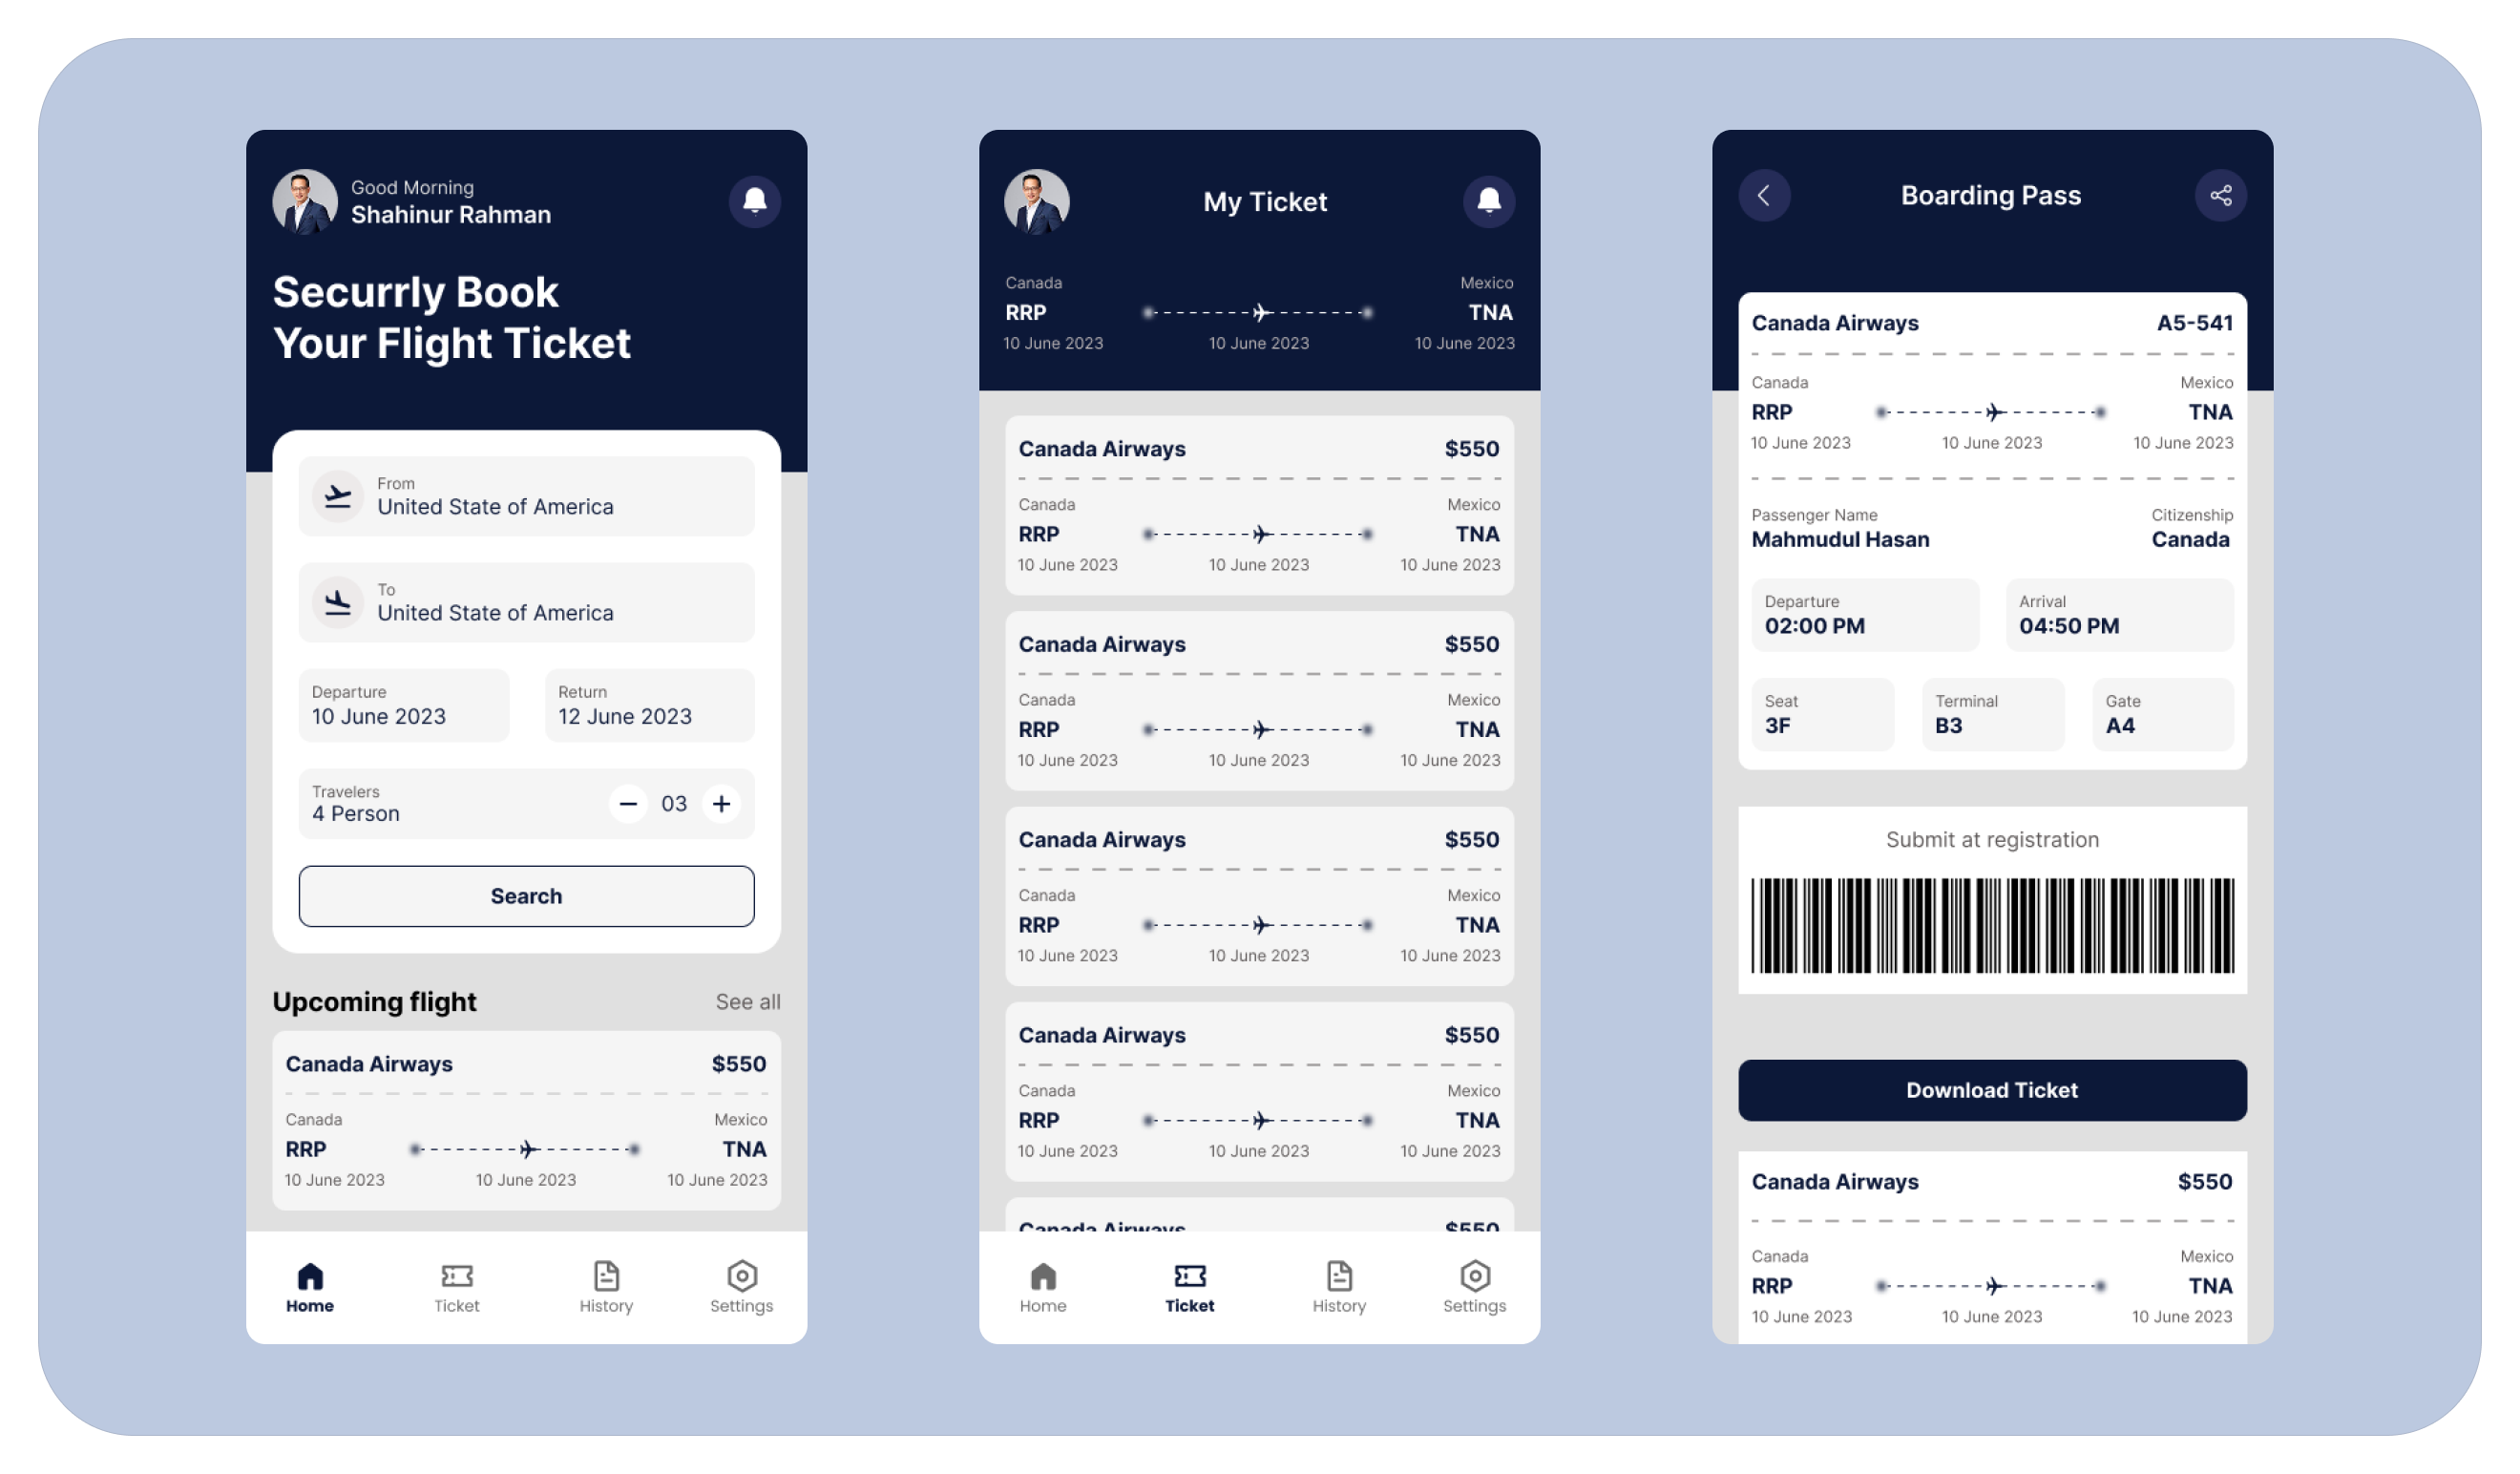 Good Morning
Shahinur Rahman
Securrly Book
Your Flight Ticket
From
United State of America
To
United State of America
Departure
10 June 2023
Return
12 June 2023
Travelers
4 Person
03
Search
Upcoming flight
See all
Canada Airways
$550
Canada
Mexico
RRP
TNA
10 June 2023
10 June 2023
10 June 2023
Home
Ticket
History
Settings
My Ticket
Canada
Mexico
RRP
TNA
10 June 2023
10 June 2023
10 June 2023
Canada Airways
$550
Canada
Mexico
RRP
TNA
10 June 2023
10 June 2023
10 June 2023
Canada Airways
$550
Canada
Mexico
RRP
TNA
10 June 2023
10 June 2023
10 June 2023
Canada Airways
$550
Canada
Mexico
RRP
TNA
10 June 2023
10 June 2023
10 June 2023
Canada Airways
$550
Canada
Mexico
RRP
TNA
10 June 2023
10 June 2023
10 June 2023
Canada Airways
$550
Home
Ticket
History
Settings
Boarding Pass
Canada Airways
A5-541
Canada
Mexico
RRP
TNA
10 June 2023
10 June 2023
10 June 2023
Passenger Name
Mahmudul Hasan
Citizenship
Canada
Departure
02:00 PM
Arrival
04:50 PM
Seat
3F
Terminal
B3
Gate
A4
Submit at registration
Download Ticket
Canada Airways
$550
Canada
Mexico
RRP
TNA
10 June 2023
10 June 2023
10 June 2023